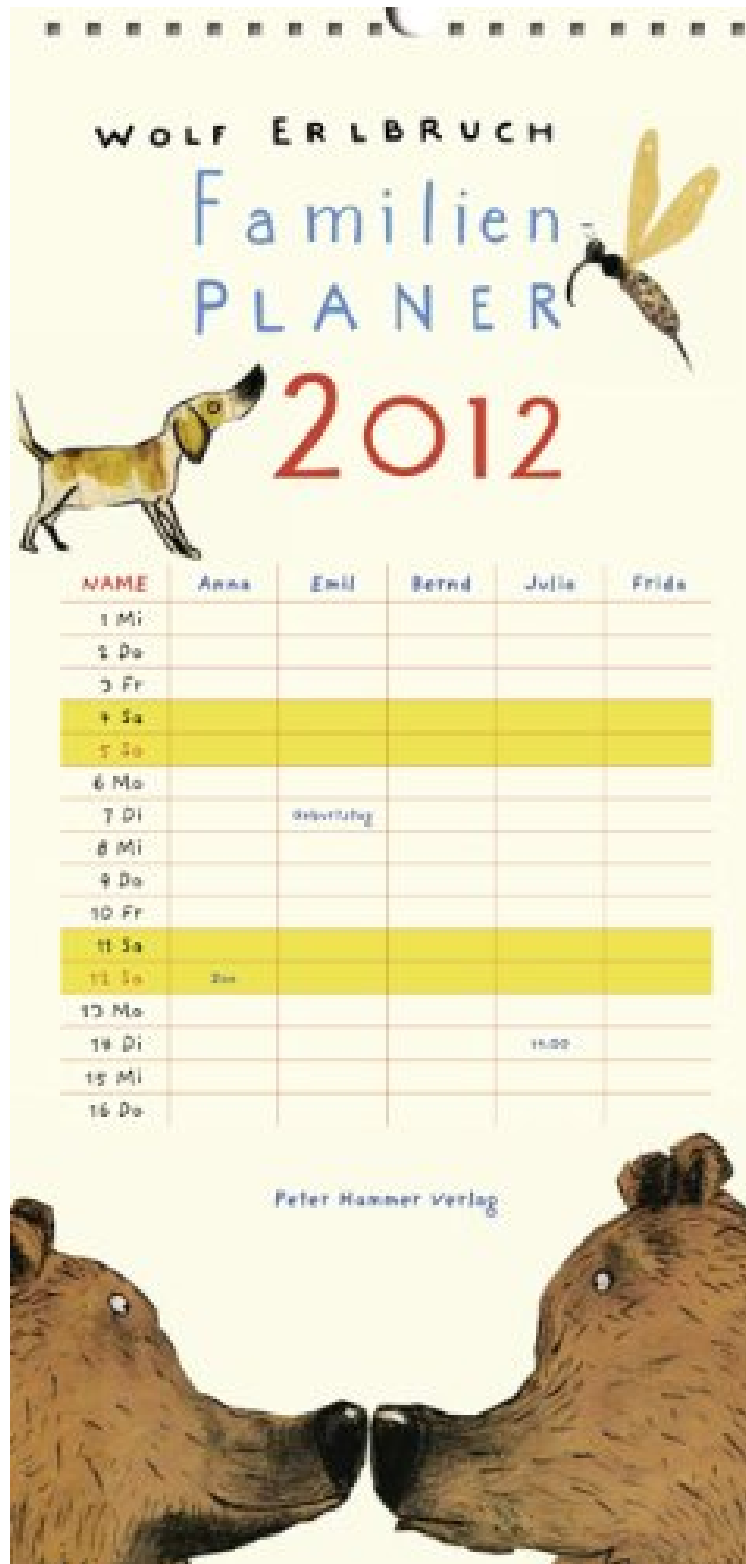 WOLF ERLBRUCH
Familien
PLANER
2012
NAME Anna Emil Bernd Julia Frida
1 Mi
2 Do
3 Fr
4 Sa
5 So
6 Mo
7 Di Geburtstag
8 Mi
9 Do
10 Fr
11 Sa
12 So Zoo
13 Mo
14 Di
15 Mi
16 Do
Peter Hammer Verlag